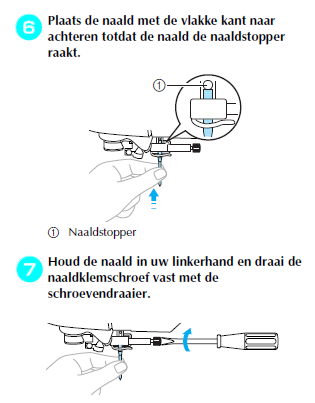 6 Plaats de naald met de vlakke kant naar
achteren totdat de naald de naaldstopper
raakt.
①
① Naaldstopper
7 Houd de naald in uw linkerhand en draai de
naaldklemschroef vast met de
schroevendraaier.